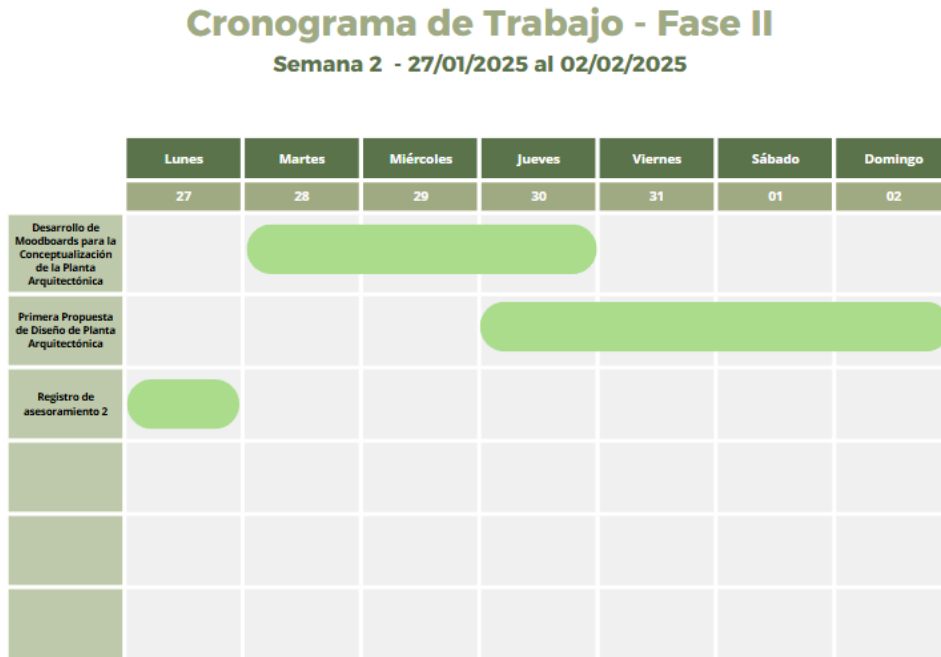 Cronograma de Trabajo - Fase II
Semana 2 - 27/01/2025 al 02/02/2025
Lunes Martes Miércoles Jueves Viernes Sábado Domingo
27 28 29 30 31 01 02
Desarrollo de
Moodboards para la
Conceptualización
de la Planta
Arquitectónica
Primera Propuesta
de Diseño de Planta
Arquitectónica
Registro de
asesoramiento 2